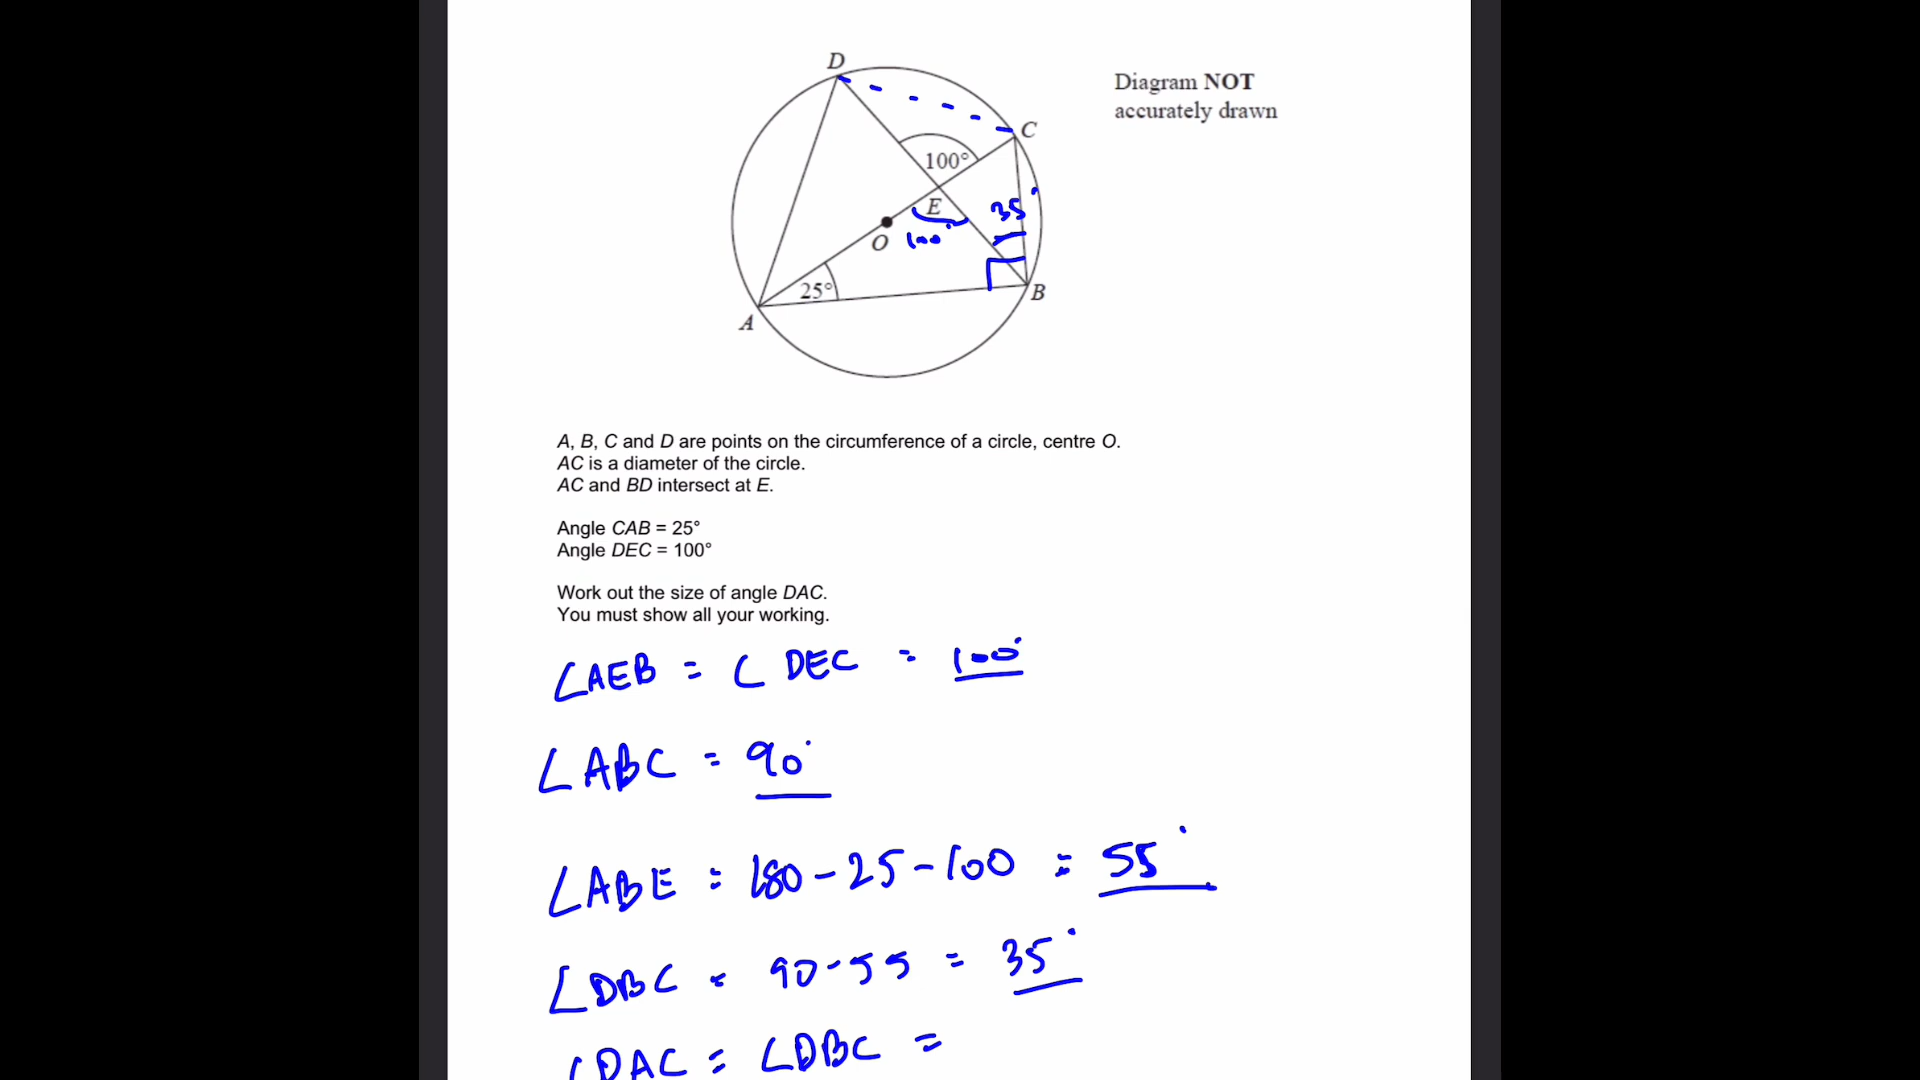 D
Diagram NOT
accurately drawn
C
100°
E
35°
O
100°
25°
B
A
A, B, C and D are points on the circumference of a circle, centre O.
AC is a diameter of the circle.
AC and BD intersect at E.
Angle CAB = 25°
Angle DEC = 100°
Work out the size of angle DAC.
You must show all your working.
∠AEB = ∠DEC = 100°
∠ABC = 90°
∠ABE = 180-25-100 = 55°
∠DBC = 90-55 = 35°
∠DAC = ∠DBC =